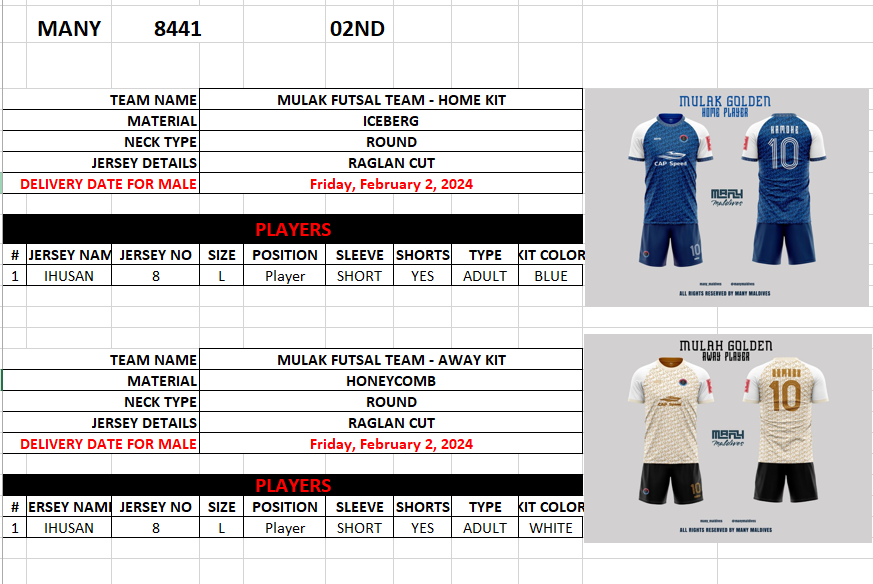 MANY 8441 02ND
TEAM NAME MULAK FUTSAL TEAM - HOME KIT
MATERIAL ICEBERG
NECK TYPE ROUND
JERSEY DETAILS RAGLAN CUT
DELIVERY DATE FOR MALE Friday, February 2, 2024
PLAYERS
# JERSEY NAM JERSEY NO SIZE POSITION SLEEVE SHORTS TYPE KIT COLOR
1 IHUSAN 8 L Player SHORT YES ADULT BLUE
MULAK GOLDEN
HOME PLAYER
HAMUHU
10
CAP Speed
MANY
Maldives
10
ALL RIGHTS RESERVED BY MANY MALDIVES
TEAM NAME MULAK FUTSAL TEAM - AWAY KIT
MATERIAL HONEYCOMB
NECK TYPE ROUND
JERSEY DETAILS RAGLAN CUT
DELIVERY DATE FOR MALE Friday, February 2, 2024
PLAYERS
# ERSEY NAME JERSEY NO SIZE POSITION SLEEVE SHORTS TYPE KIT COLOR
1 IHUSAN 8 L Player SHORT YES ADULT WHITE
MULAH GOLDEN
AWAY PLAYER
10
CAP Speed
MANY
Maldives
10
ALL RIGHTS RESERVED BY MANY MALDIVES